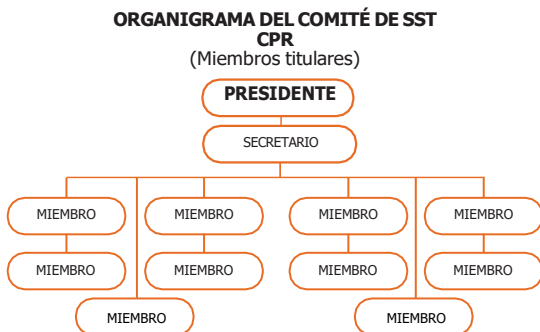 ORGANIGRAMA DEL COMITÉ DE SST
CPR
(Miembros titulares)
PRESIDENTE
SECRETARIO
MIEMBRO MIEMBRO MIEMBRO MIEMBRO
MIEMBRO MIEMBRO MIEMBRO MIEMBRO
MIEMBRO MIEMBRO